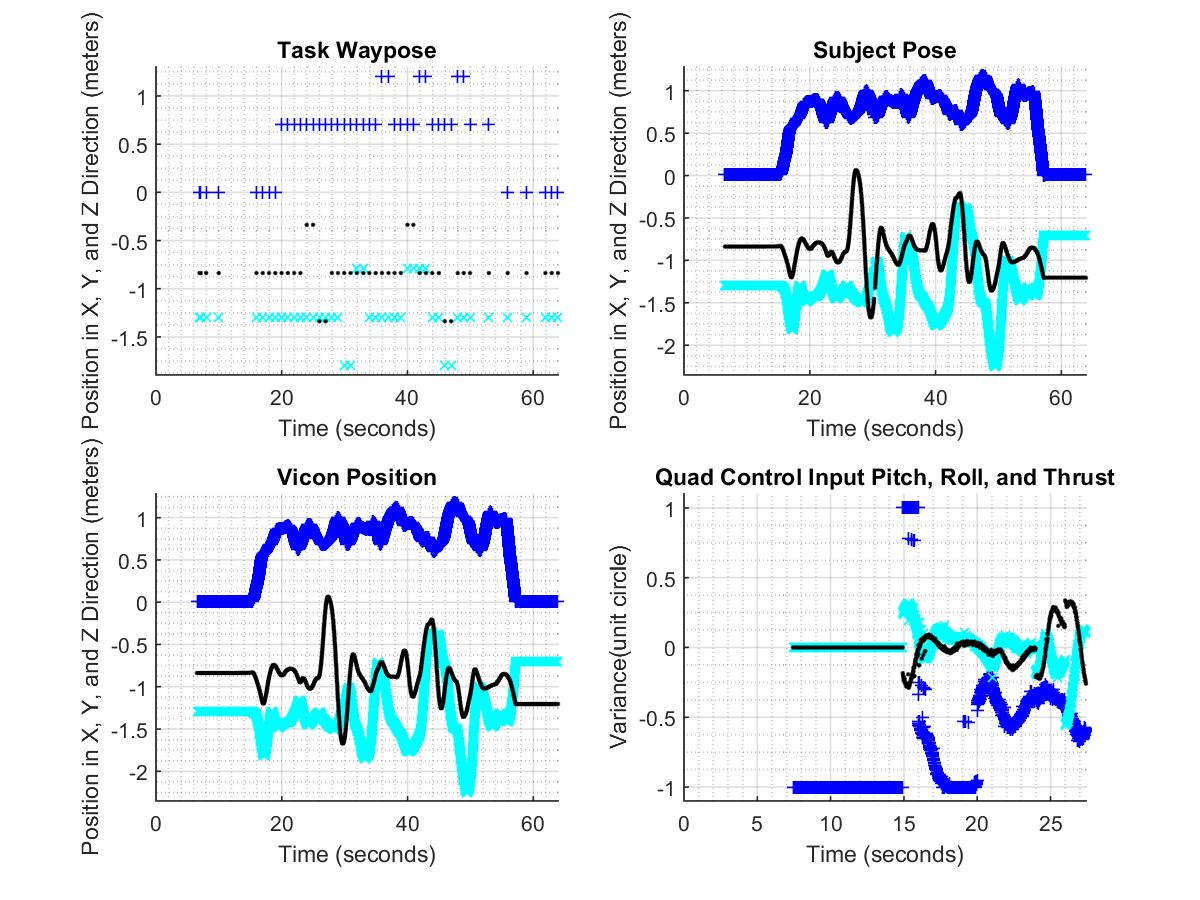 Task Waypose
Position in X, Y, and Z Direction (meters)
1
0.5
0
-0.5
-1
-1.5
0 20 40 60
Time (seconds)
Subject Pose
Position in X, Y, and Z Direction (meters)
1
0.5
0
-0.5
-1
-1.5
-2
0 20 40 60
Time (seconds)
Vicon Position
Position in X, Y, and Z Direction (meters)
1
0.5
0
-0.5
-1
-1.5
-2
0 20 40 60
Time (seconds)
Quad Control Input Pitch, Roll, and Thrust
Variance(unit circle)
1
0.5
0
-0.5
-1
0 5 10 15 20 25
Time (seconds)